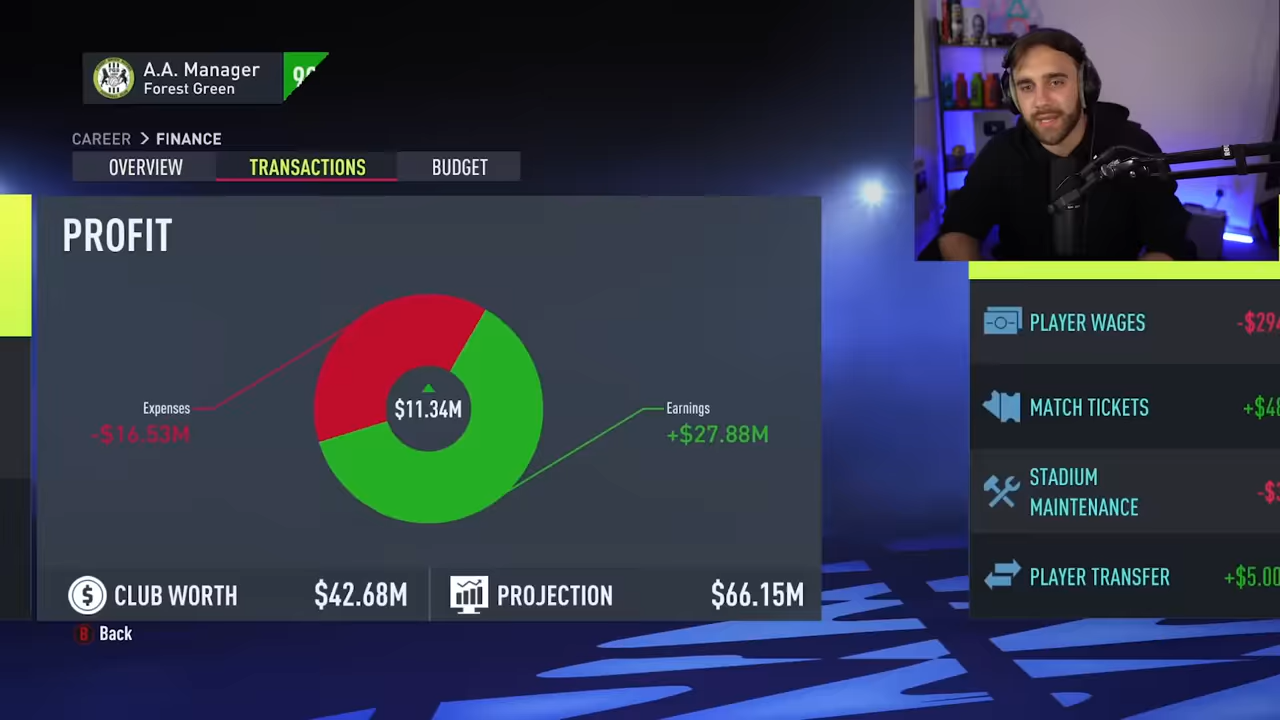 A.A. Manager
Forest Green
CAREER > FINANCE
OVERVIEW
TRANSACTIONS
BUDGET
PROFIT
$11.34M
Expenses
-$16.53M
Earnings
+$27.88M
CLUB WORTH
$42.68M
PROJECTION
$66.15M
B Back
PLAYER WAGES
MATCH TICKETS
STADIUM
MAINTENANCE
PLAYER TRANSFER